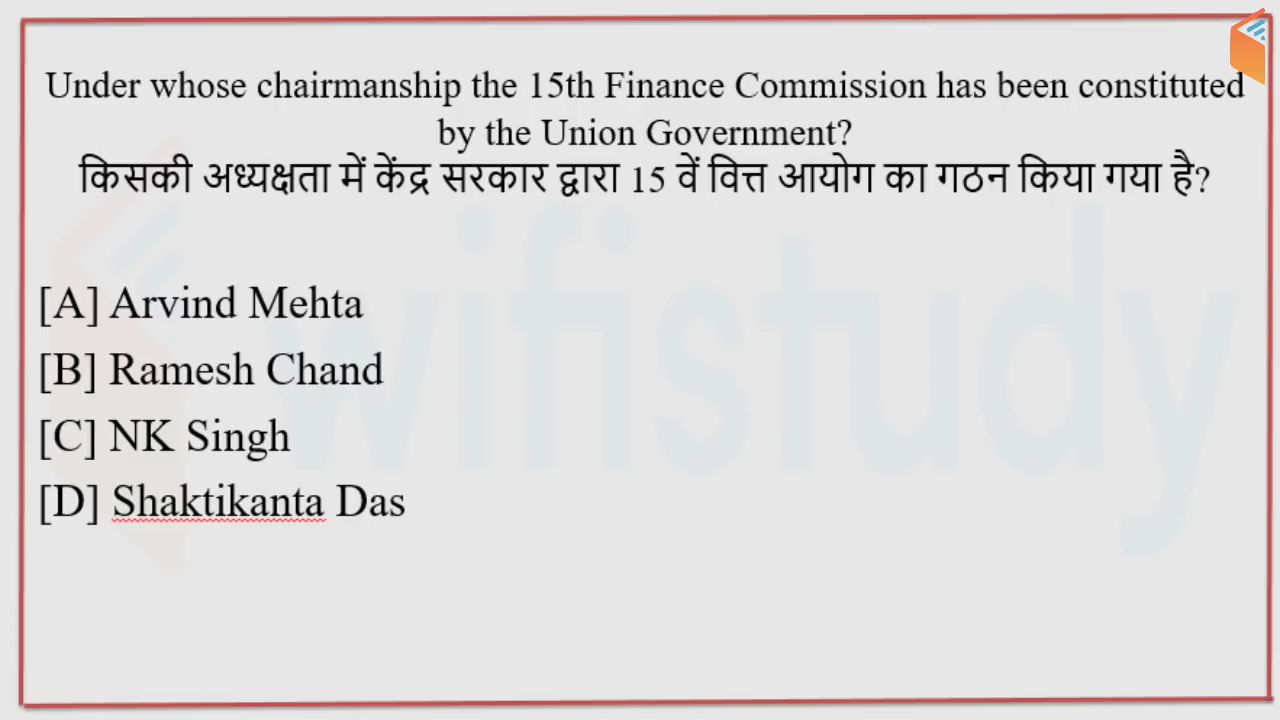 Under whose chairmanship the 15th Finance Commission has been constituted
by the Union Government?
किसकी अध्यक्षता में केंद्र सरकार द्वारा 15 वें वित्त आयोग का गठन किया गया है?
[A] Arvind Mehta
[B] Ramesh Chand
[C] NK Singh
[D] Shaktikanta Das
wifistudy